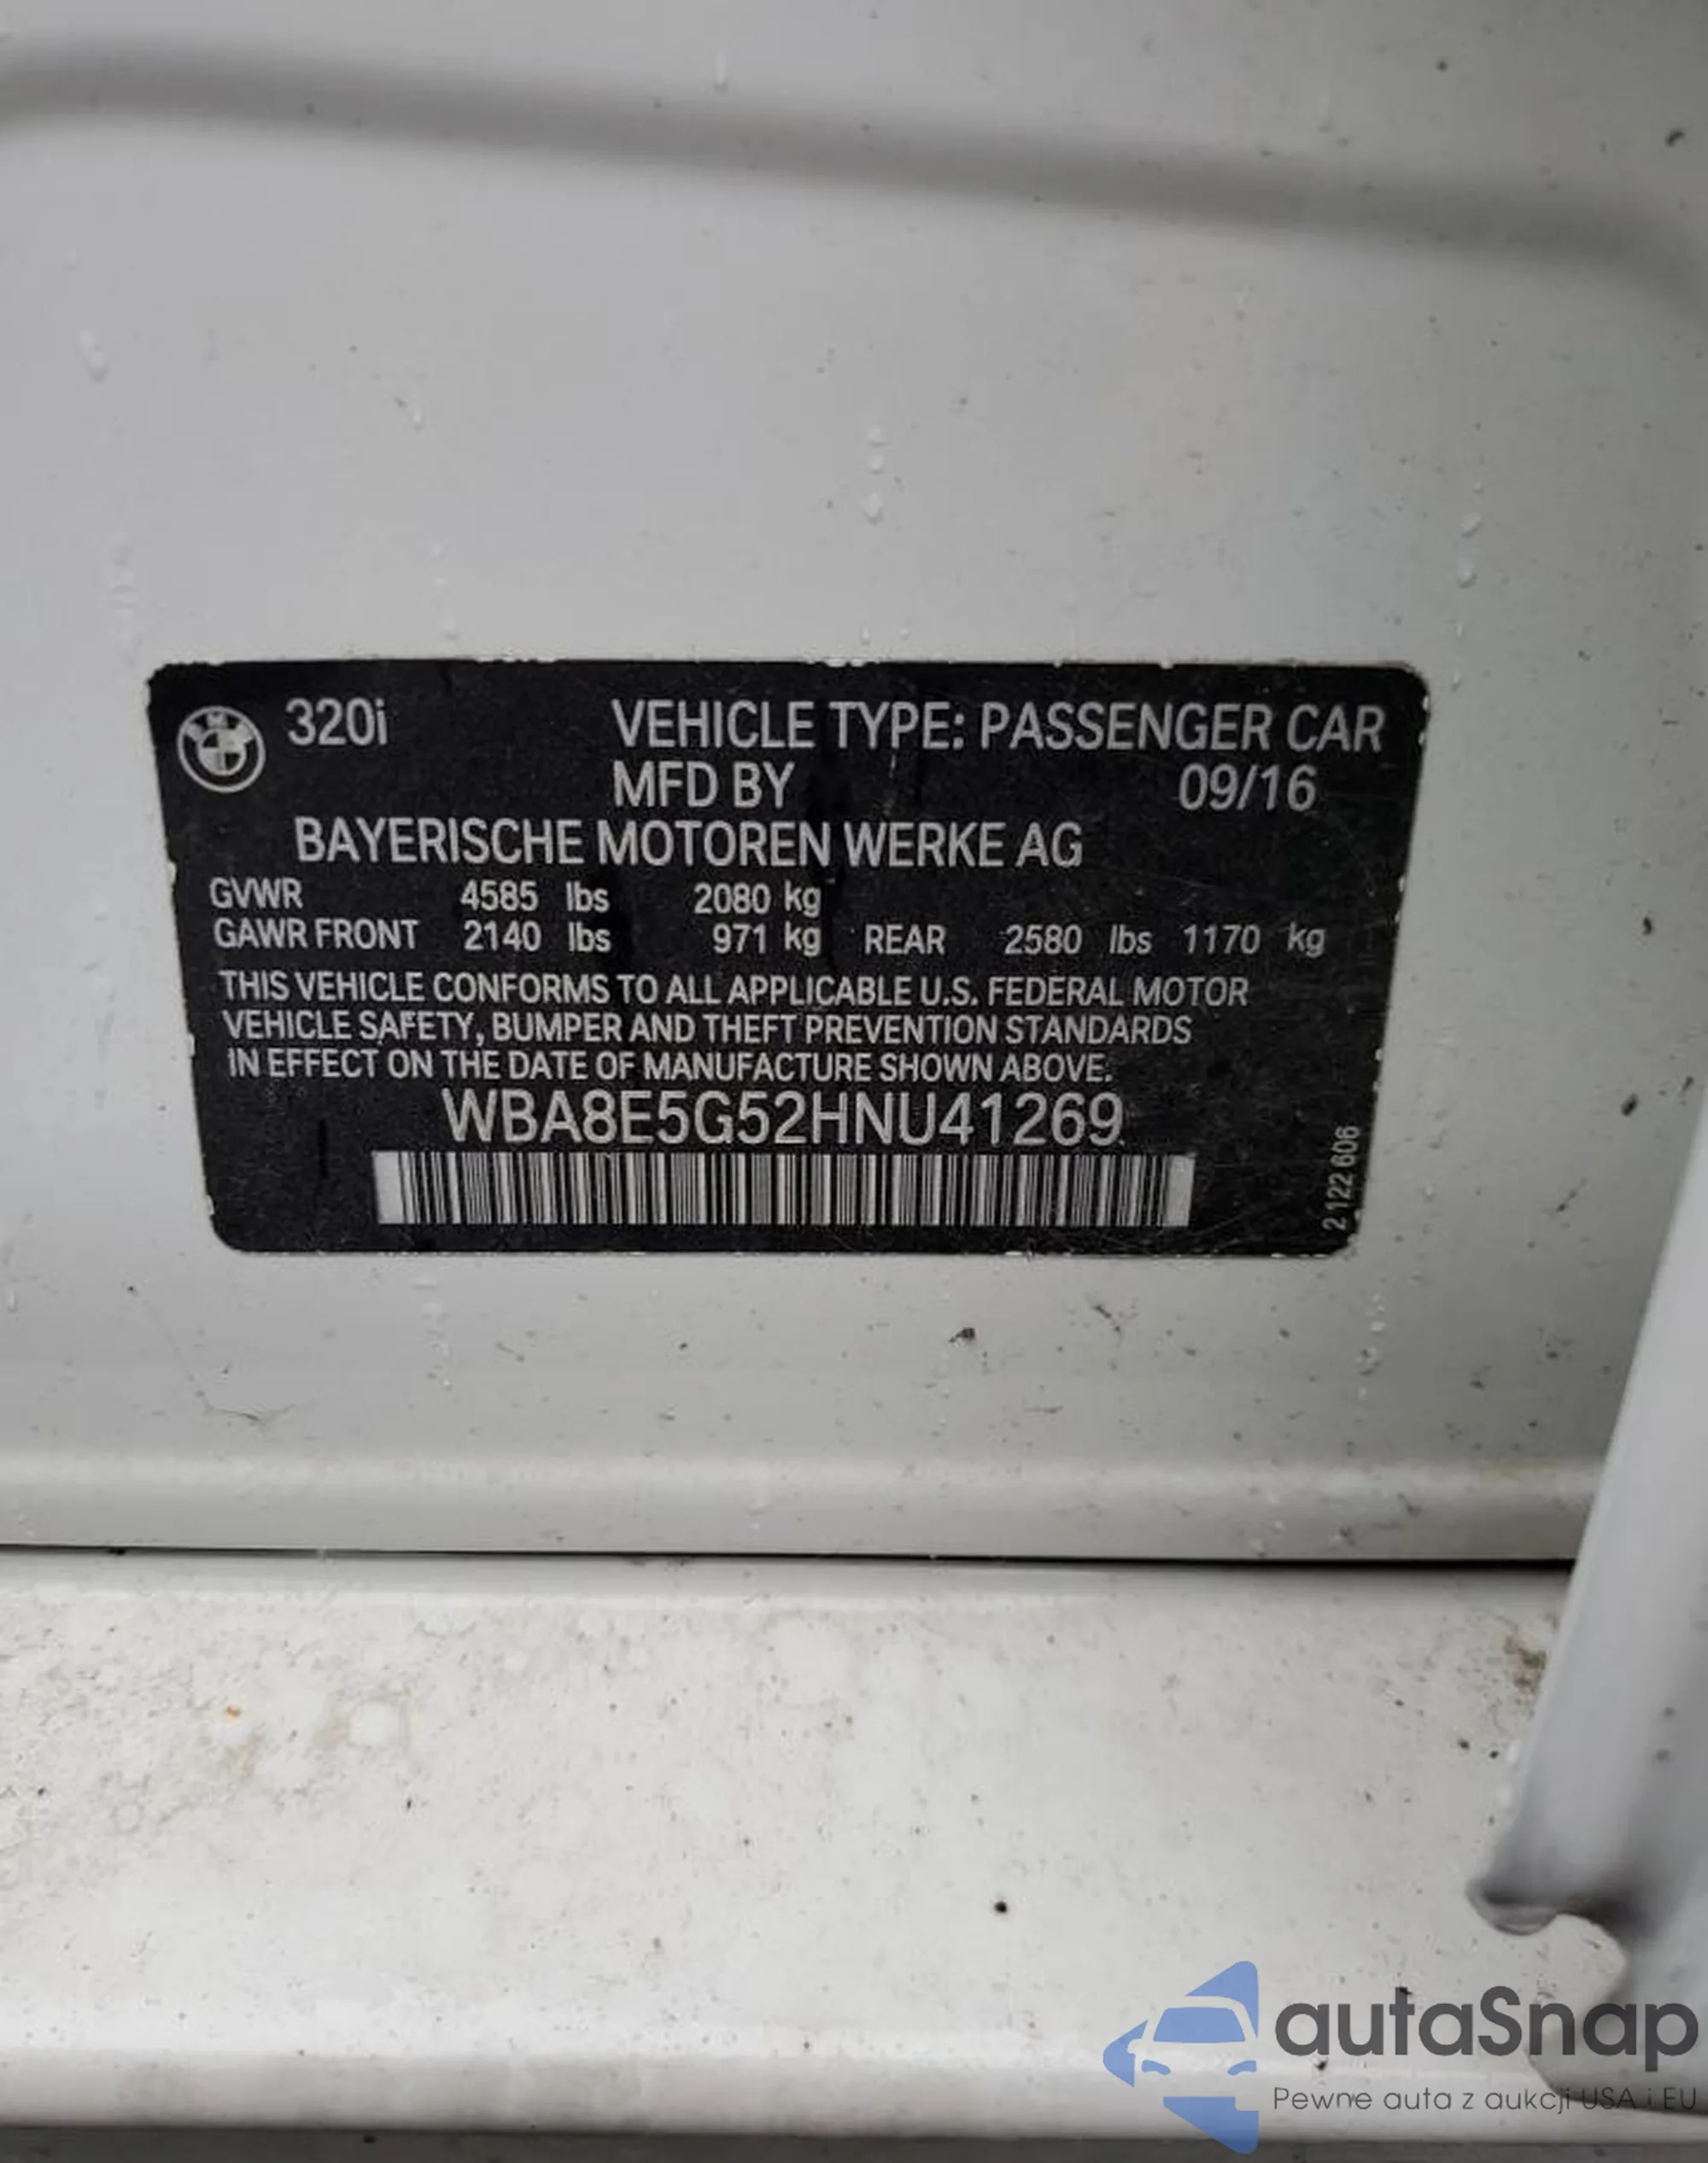 320i VEHICLE TYPE: PASSENGER CAR
MFD BY 09/16
BAYERISCHE MOTOREN WERKE AG
GVWR 4585 lbs 2080 kg
GAWR FRONT 2140 lbs 971 kg REAR 2580 lbs 1170 kg
THIS VEHICLE CONFORMS TO ALL APPLICABLE U.S. FEDERAL MOTOR
VEHICLE SAFETY, BUMPER AND THEFT PREVENTION STANDARDS
IN EFFECT ON THE DATE OF MANUFACTURE SHOWN ABOVE.
WBA8E5G52HNU41269
2 122 606
autaSnap
Pewne auta z aukcji USA i EU